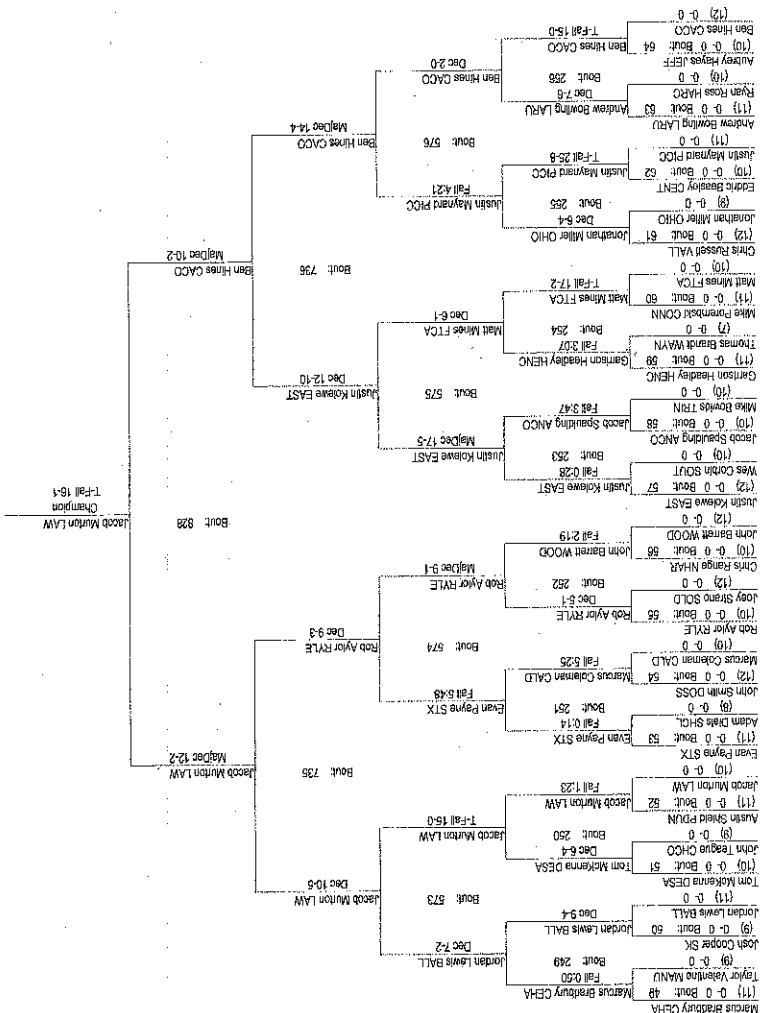 Marcus Bradbury CEHA
(11) 0- 0 Bout: 49
Taylor Valentine MANU
(9) 0- 0
Josh Cooper SK
(9) 0- 0 Bout: 50
Jordan Lewis BALL
(11) 0- 0
Tom McKenna DESA
(10) 0- 0 Bout: 51
John Teague CHCO
(9) 0- 0
Austin Shield PDUN
(11) 0- 0 Bout: 52
Jacob Murton LAW
(10) 0- 0
Evan Payne STX
(11) 0- 0 Bout: 53
Adam Dials SLGHS
(8) 0- 0
John Smith DOSS
(12) 0- 0 Bout: 54
Marcus Coleman CALD
(10) 0- 0
Rob Aylor RYLE
(10) 0- 0 Bout: 55
Joey Strano SOLD
(12) 0- 0
Chris Range NHAR
(10) 0- 0 Bout: 56
John Barrett WOOD
(12) 0- 0
Justin Kolewe EAST
(12) 0- 0 Bout: 57
Wes Corbin SOUT
(10) 0- 0
Jacob Spaulding ANCO
(10) 0- 0 Bout: 58
Mike Bowles TRIN
(10) 0- 0
Garrison Headley HENC
(11) 0- 0 Bout: 59
Thomas Brandt WAYN
(7) 0- 0
Mike Porembski CONN
(11) 0- 0 Bout: 60
Matt Mines FTCA
(10) 0- 0
Chris Russell VALL
(12) 0- 0 Bout: 61
Jonathan Miller OHIO
(9) 0- 0
Eddric Beasley CENT
(10) 0- 0 Bout: 62
Justin Maynard PICC
(11) 0- 0
Andrew Bowling LARU
(11) 0- 0 Bout: 63
Ryan Ross HARC
(10) 0- 0
Aubrey Hayes JEFF
(10) 0- 0 Bout: 64
Ben Hines CACO
(12) 0- 0
Marcus Bradbury CEHA
Fall 0:50
Bout: 249
Jordan Lewis BALL
Dec 9-4
Tom McKenna DESA
Dec 6-4
Bout: 250
Jacob Murton LAW
Fall 1:23
Evan Payne STX
Fall 0:14
Bout: 251
Marcus Coleman CALD
Fall 5:25
Rob Aylor RYLE
Dec 5-1
Bout: 252
John Barrett WOOD
Fall 2:19
Justin Kolewe EAST
Fall 0:28
Bout: 253
Jacob Spaulding ANCO
Fall 3:47
Garrison Headley HENC
Fall 3:07
Bout: 254
Matt Mines FTCA
T-Fall 17-2
Jonathan Miller OHIO
Dec 6-4
Bout: 255
Justin Maynard PICC
T-Fall 25-8
Andrew Bowling LARU
Dec 7-6
Bout: 256
Ben Hines CACO
T-Fall 15-0
Jordan Lewis BALL
Dec 7-2
Bout: 573
Jacob Murton LAW
T-Fall 15-0
Evan Payne STX
Fall 5:48
Bout: 574
Rob Aylor RYLE
MajDec 9-1
Justin Kolewe EAST
MajDec 17-5
Bout: 575
Matt Mines FTCA
Dec 6-1
Justin Maynard PICC
Fall 4:21
Bout: 576
Ben Hines CACO
Dec 2-0
Jacob Murton LAW
Dec 10-5
Bout: 735
Rob Aylor RYLE
Dec 9-3
Justin Kolewe EAST
Dec 12-10
Bout: 736
Ben Hines CACO
MajDec 14-4
Jacob Murton LAW
MajDec 12-2
Bout: 828
Ben Hines CACO
MajDec 10-2
Jacob Murton LAW
Champion
T-Fall 16-1